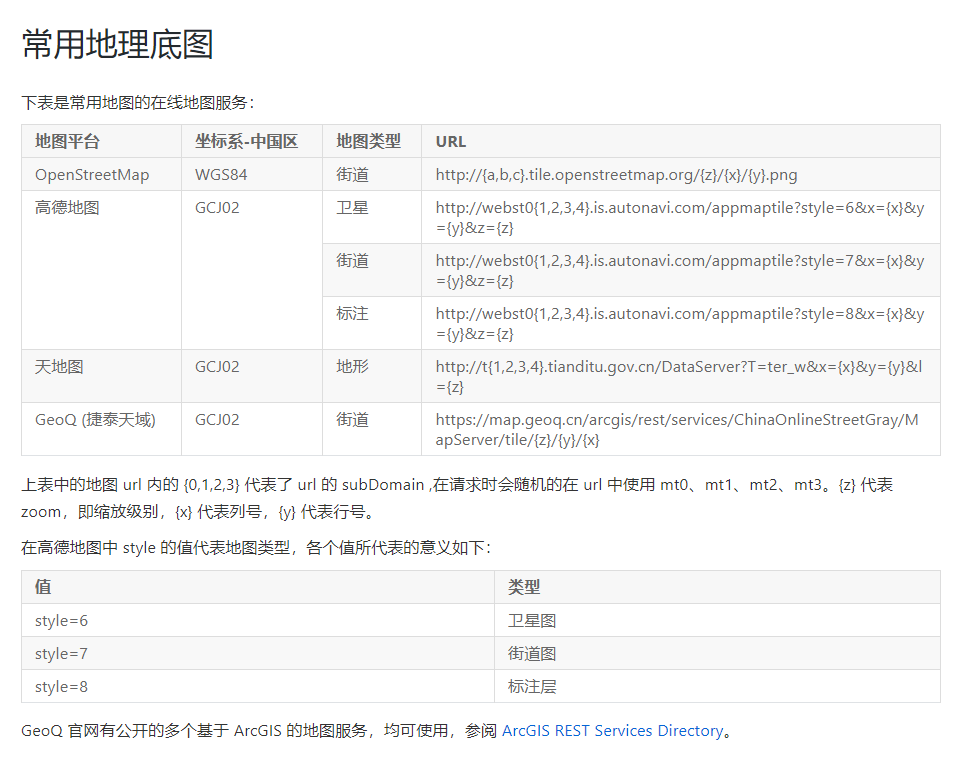 常用地理底图
下表是常用地图的在线地图服务：
地图平台 坐标系-中国区 地图类型 URL
OpenStreetMap WGS84 街道 http://{a,b,c}.tile.openstreetmap.org/{z}/{x}/{y}.png
高德地图 GCJ02 卫星 http://webst0{1,2,3,4}.is.autonavi.com/appmaptile?style=6&x={x}&y
={y}&z={z}
街道 http://webst0{1,2,3,4}.is.autonavi.com/appmaptile?style=7&x={x}&y
={y}&z={z}
标注 http://webst0{1,2,3,4}.is.autonavi.com/appmaptile?style=8&x={x}&y
={y}&z={z}
天地图 GCJ02 地形 http://t{1,2,3,4}.tianditu.gov.cn/DataServer?T=ter_w&x={x}&y={y}&l
={z}
GeoQ (捷泰天域) GCJ02 街道 https://map.geoq.cn/arcgis/rest/services/ChinaOnlineStreetGray/M
apServer/tile/{z}/{y}/{x}
上表中的地图 url 内的 {0,1,2,3} 代表了 url 的 subDomain ,在请求时会随机的在 url 中使用 mt0、mt1、mt2、mt3。{z} 代表
zoom，即缩放级别，{x} 代表列号，{y} 代表行号。
在高德地图中 style 的值代表地图类型，各个值所代表的意义如下：
值 类型
style=6 卫星图
style=7 街道图
style=8 标注层
GeoQ 官网有公开的多个基于 ArcGIS 的地图服务，均可使用，参阅 ArcGIS REST Services Directory。